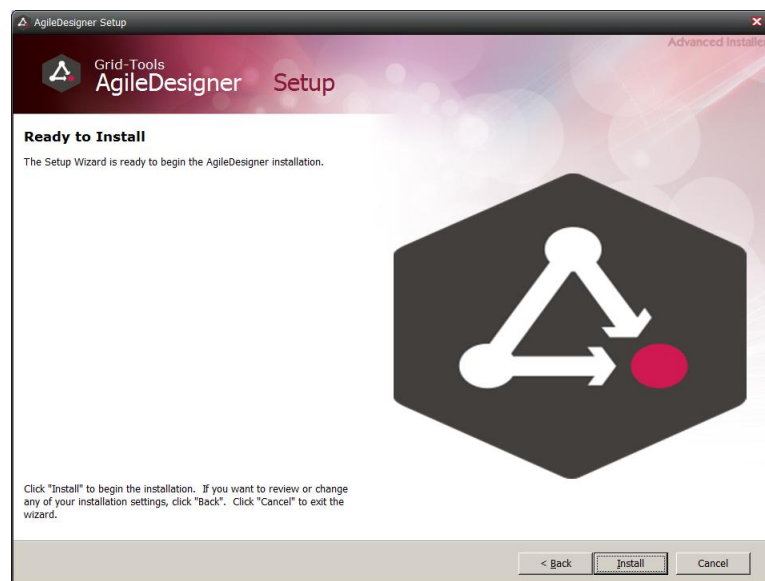 AgileDesigner Setup
Advanced Installer
Grid-Tools
AgileDesigner Setup
Ready to Install
The Setup Wizard is ready to begin the AgileDesigner installation.
Click "Install" to begin the installation. If you want to review or change
any of your installation settings, click "Back". Click "Cancel" to exit the
wizard.
< Back
Install
Cancel